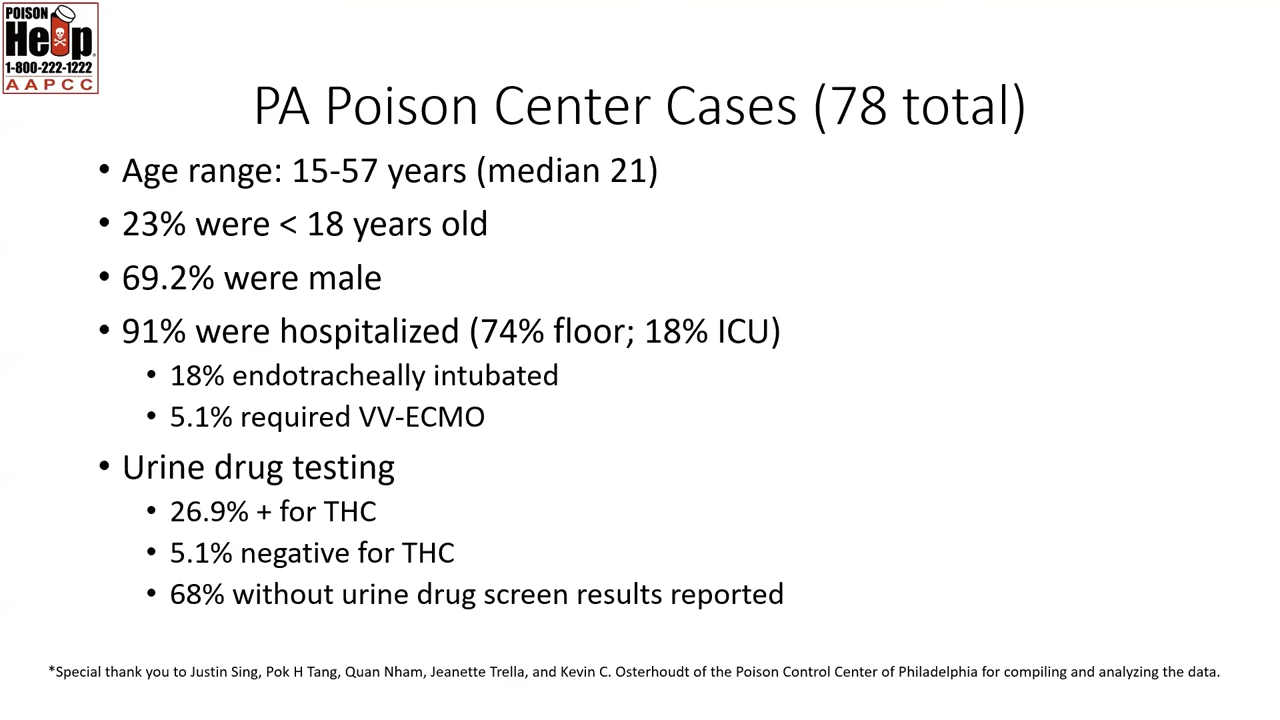 POISON
Help
1-800-222-1222
AAPCC
PA Poison Center Cases (78 total)
• Age range: 15-57 years (median 21)
• 23% were < 18 years old
• 69.2% were male
• 91% were hospitalized (74% floor; 18% ICU)
• 18% endotracheally intubated
• 5.1% required VV-ECMO
• Urine drug testing
• 26.9% + for THC
• 5.1% negative for THC
• 68% without urine drug screen results reported
*Special thank you to Justin Sing, Pok H Tang, Quan Nham, Jeanette Trella, and Kevin C. Osterhoudt of the Poison Control Center of Philadelphia for compiling and analyzing the data.